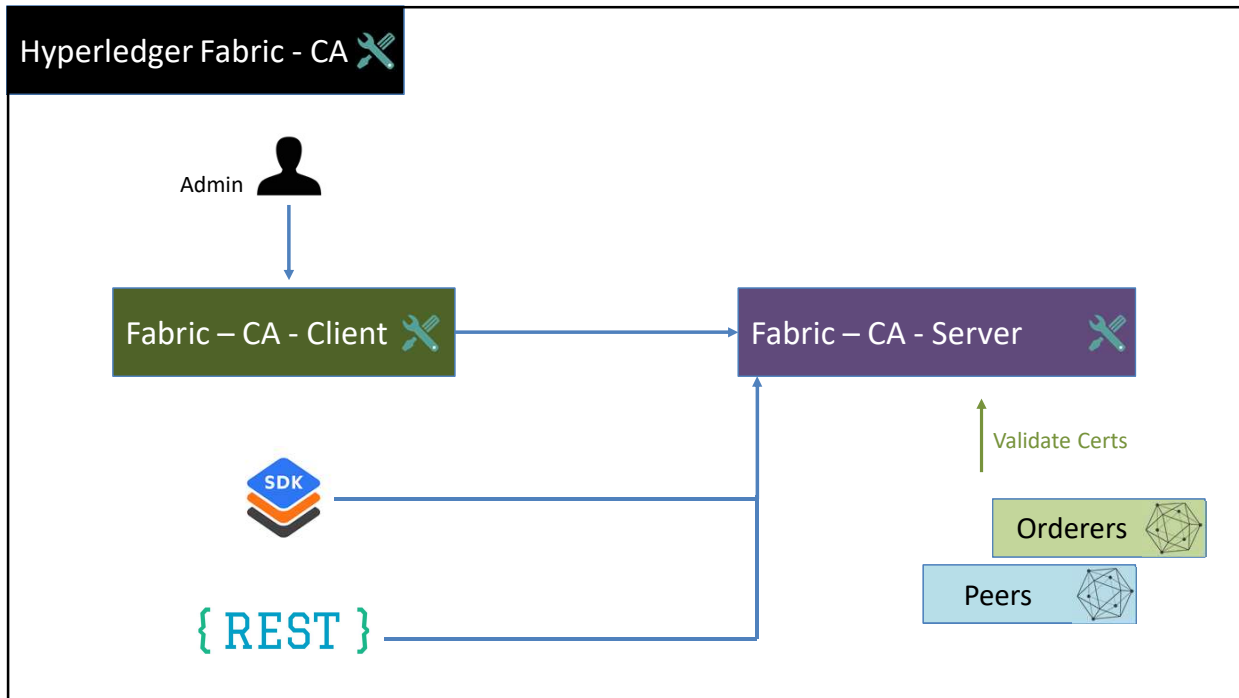 Hyperledger Fabric - CA
Admin
Fabric – CA - Client
Fabric – CA - Server
Validate Certs
SDK
Orderers
Peers
{ REST }